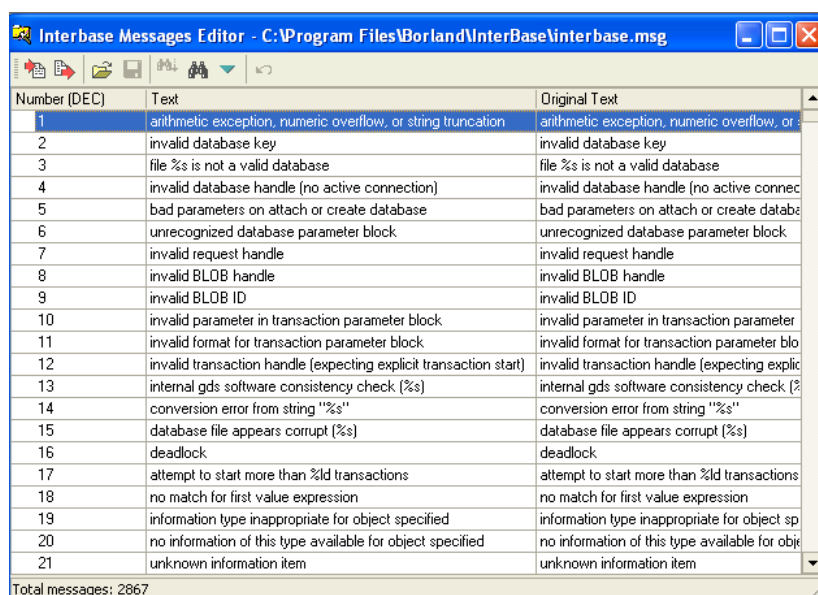 Interbase Messages Editor - C:\Program Files\Borland\InterBase\interbase.msg
Number (DEC) Text Original Text
1 arithmetic exception, numeric overflow, or string truncation arithmetic exception, numeric overflow, or
2 invalid database key invalid database key
3 file %s is not a valid database file %s is not a valid database
4 invalid database handle (no active connection) invalid database handle (no active connec
5 bad parameters on attach or create database bad parameters on attach or create databa
6 unrecognized database parameter block unrecognized database parameter block
7 invalid request handle invalid request handle
8 invalid BLOB handle invalid BLOB handle
9 invalid BLOB ID invalid BLOB ID
10 invalid parameter in transaction parameter block invalid parameter in transaction parameter
11 invalid format for transaction parameter block invalid format for transaction parameter blo
12 invalid transaction handle (expecting explicit transaction start) invalid transaction handle (expecting explic
13 internal gds software consistency check (%s) internal gds software consistency check (%
14 conversion error from string "%s" conversion error from string "%s"
15 database file appears corrupt (%s) database file appears corrupt (%s)
16 deadlock deadlock
17 attempt to start more than %ld transactions attempt to start more than %ld transactions
18 no match for first value expression no match for first value expression
19 information type inappropriate for object specified information type inappropriate for object sp
20 no information of this type available for object specified no information of this type available for obje
21 unknown information item unknown information item
Total messages: 2867